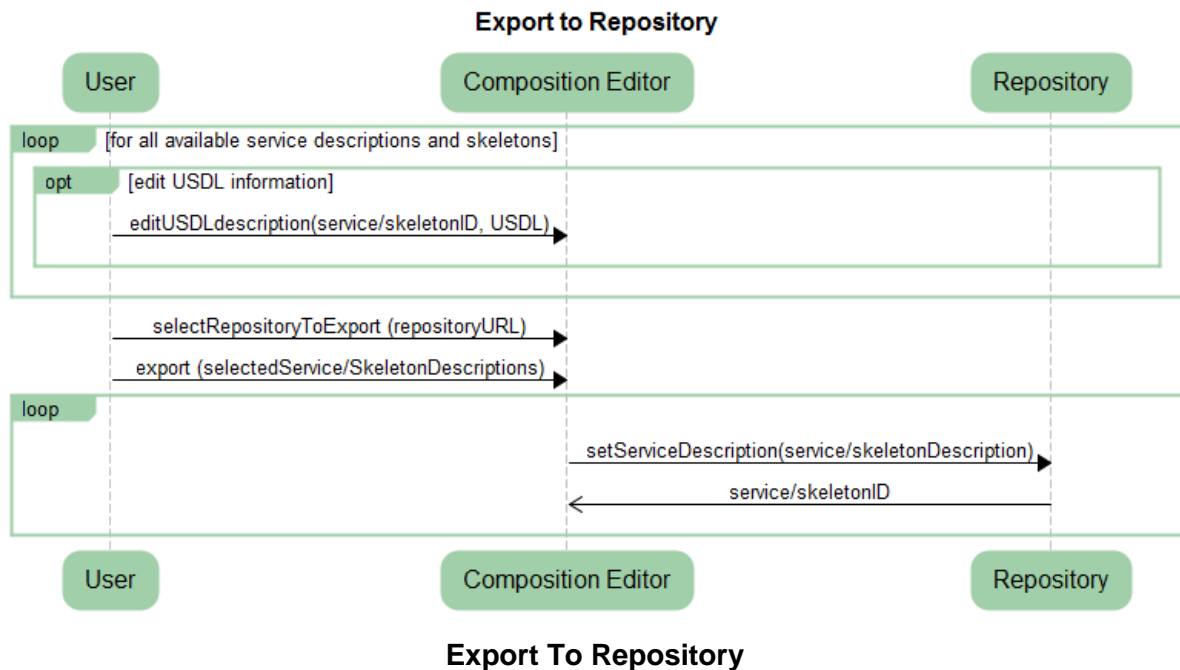 Export to Repository
User
Composition Editor
Repository
loop
[for all available service descriptions and skeletons]
opt
[edit USDL information]
editUSDLdescription(service/skeletonID, USDL)
selectRepositoryToExport (repositoryURL)
export (selectedService/SkeletonDescriptions)
loop
setServiceDescription(service/skeletonDescription)
service/skeletonID
User
Composition Editor
Repository
Export To Repository